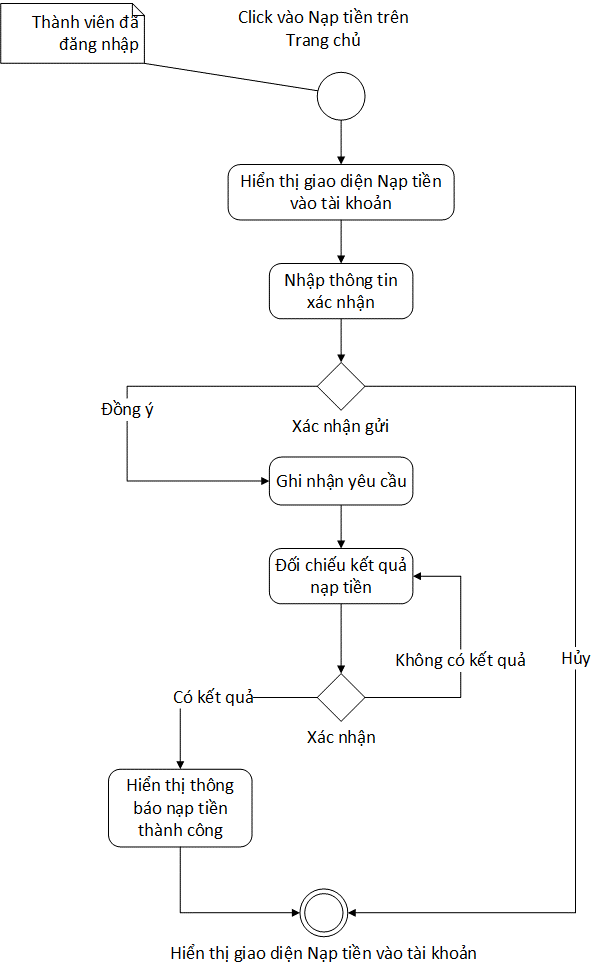 Thành viên đã
đăng nhập
Click vào Nạp tiền trên
Trang chủ
Hiển thị giao diện Nạp tiền
vào tài khoản
Nhập thông tin
xác nhận
Đồng ý
Xác nhận gửi
Ghi nhận yêu cầu
Đối chiếu kết quả
nạp tiền
Không có kết quả
Hủy
Có kết quả
Xác nhận
Hiển thị thông
báo nạp tiền
thành công
Hiển thị giao diện Nạp tiền vào tài khoản